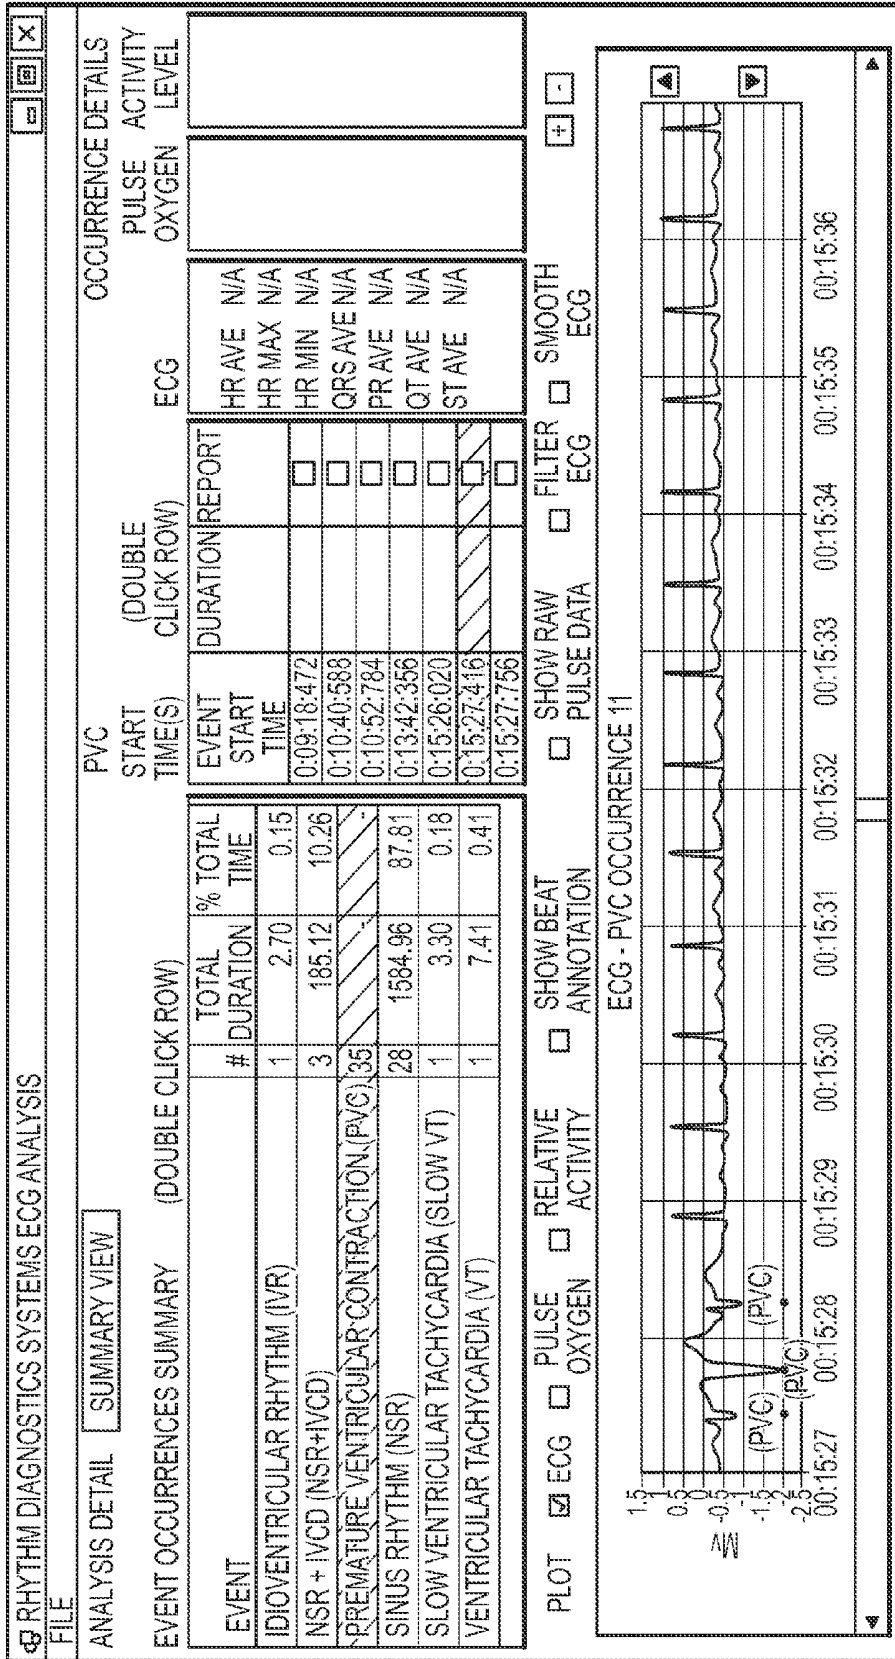 RHYTHM DIAGNOSTICS SYSTEMS ECG ANALYSIS
FILE
ANALYSIS DETAIL SUMMARY VIEW
EVENT OCCURRENCES SUMMARY (DOUBLE CLICK ROW)
EVENT # TOTAL DURATION % TOTAL TIME
IDIOVENTRICULAR RHYTHM (IVR) 1 2.70 0.15
NSR + IVCD (NSR+IVCD) 3 185.12 10.26
PREMATURE VENTRICULAR CONTRACTION (PVC) 35 - -
SINUS RHYTHM (NSR) 28 1584.96 87.81
SLOW VENTRICULAR TACHYCARDIA (SLOW VT) 1 3.30 0.18
VENTRICULAR TACHYCARDIA (VT) 1 7.41 0.41
PVC
START TIME(S) (DOUBLE CLICK ROW)
EVENT START TIME DURATION REPORT
0:09:18:472
0:10:40:588
0:10:52:784
0:13:42:356
0:15:26:020
0:15:27:416
0:15:27:756
OCCURRENCE DETAILS
ECG PULSE OXYGEN ACTIVITY LEVEL
HR AVE N/A
HR MAX N/A
HR MIN N/A
QRS AVE N/A
PR AVE N/A
QT AVE N/A
ST AVE N/A
PLOT ECG PULSE OXYGEN RELATIVE ACTIVITY SHOW BEAT ANNOTATION SHOW RAW PULSE DATA FILTER ECG SMOOTH ECG + -
ECG - PVC OCCURRENCE 11
Mv
1.5
1
0.5
0
-0.5
-1
-1.5
-2
-2.5
(PVC) (PVC) (PVC)
00:15:27 00:15:28 00:15:29 00:15:30 00:15:31 00:15:32 00:15:33 00:15:34 00:15:35 00:15:36